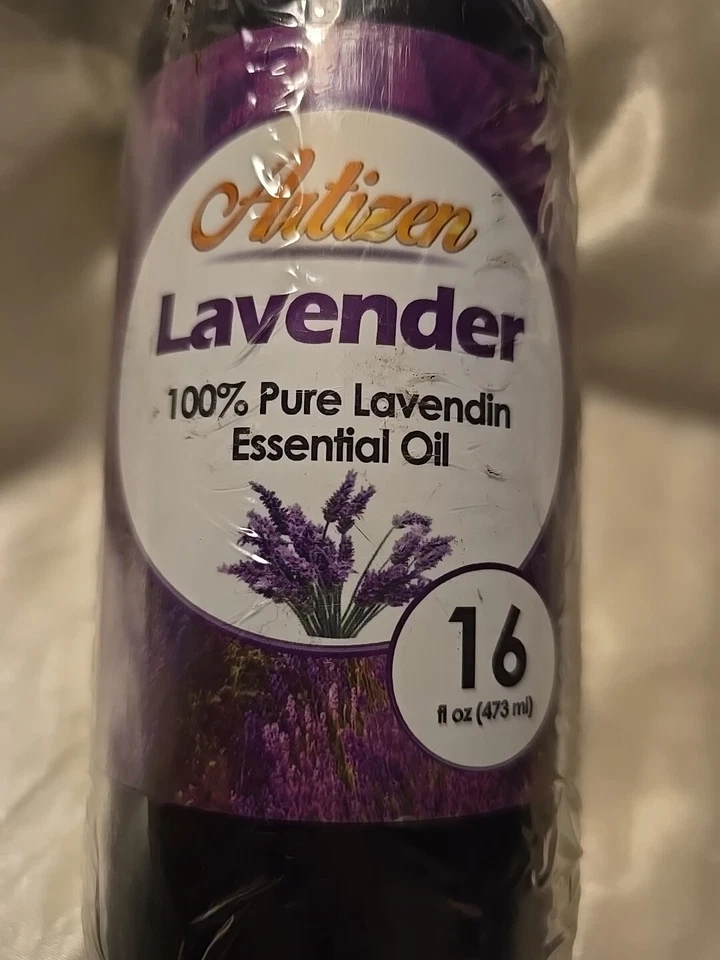 Artizen
Lavender
100% Pure Lavendin
Essential Oil
16
fl oz (473 ml)